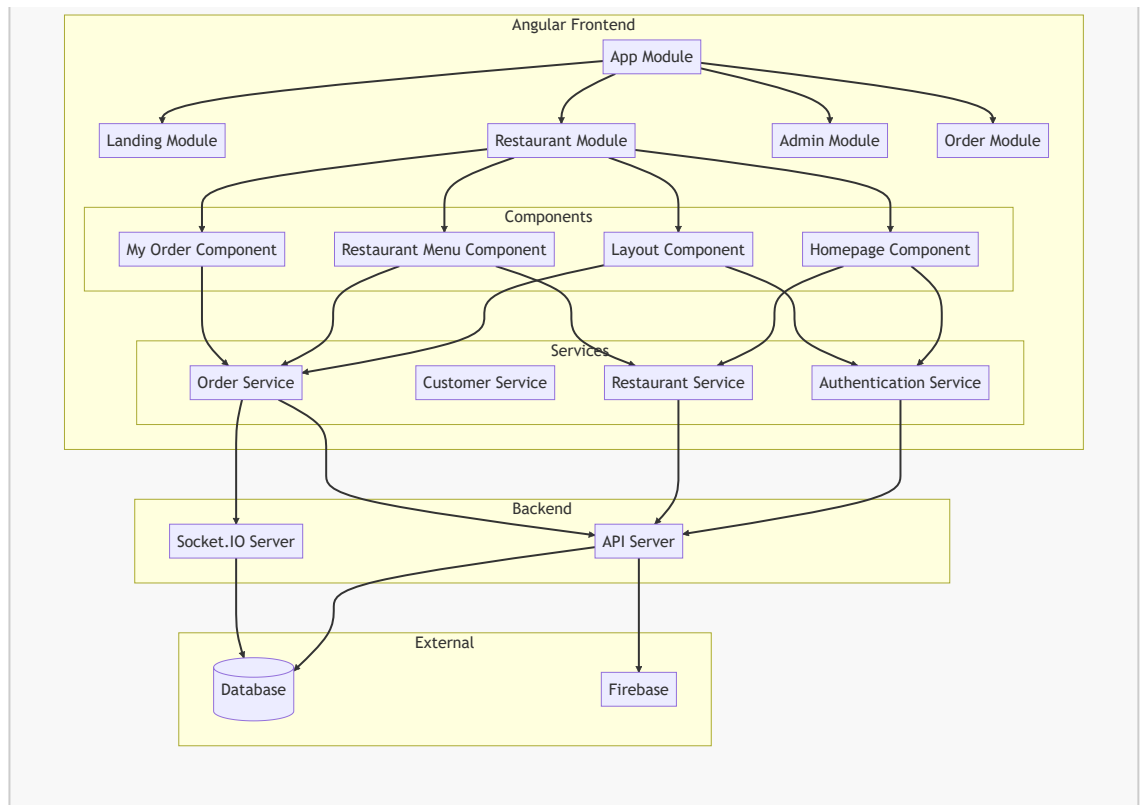 Angular Frontend
App Module
Landing Module
Restaurant Module
Admin Module
Order Module
Components
My Order Component
Restaurant Menu Component
Layout Component
Homepage Component
Services
Order Service
Customer Service
Restaurant Service
Authentication Service
Backend
Socket.IO Server
API Server
External
Database
Firebase